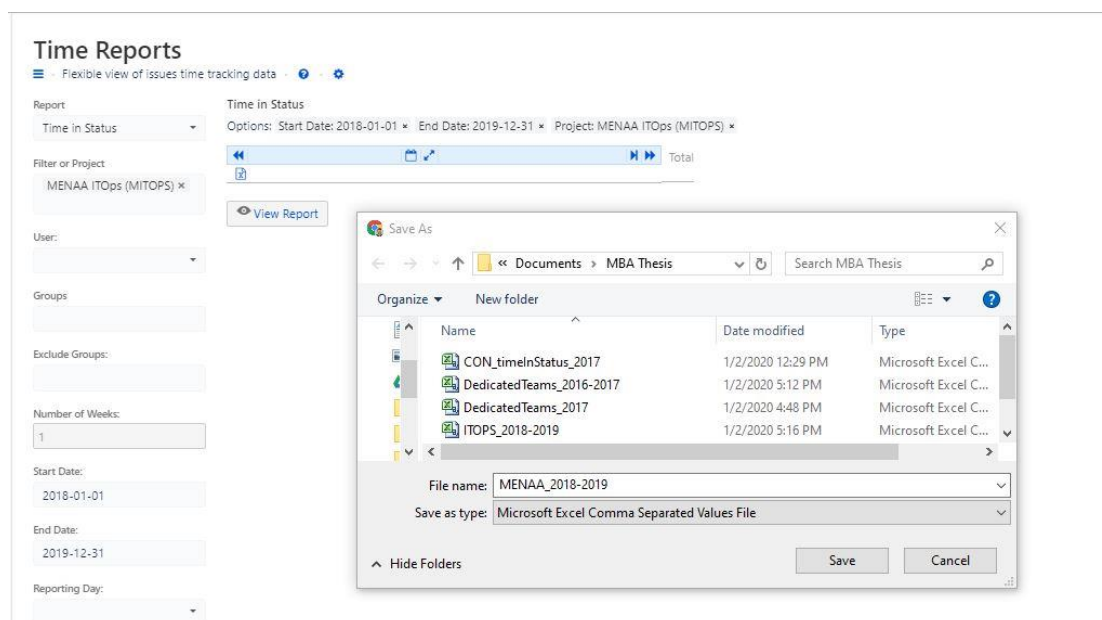 Time Reports
Flexible view of issues time tracking data
Report
Time in Status
Filter or Project
MENAA ITOps (MITOPS) ×
User:
Groups
Exclude Groups:
Number of Weeks:
1
Start Date:
2018-01-01
End Date:
2019-12-31
Reporting Day:
Time in Status
Options: Start Date: 2018-01-01 × End Date: 2019-12-31 × Project: MENAA ITOps (MITOPS) ×
Total
View Report
Save As
« Documents > MBA Thesis
Search MBA Thesis
Organize
New folder
Name Date modified Type
CON_timeInStatus_2017 1/2/2020 12:29 PM Microsoft Excel C...
DedicatedTeams_2016-2017 1/2/2020 5:12 PM Microsoft Excel C...
DedicatedTeams_2017 1/2/2020 4:48 PM Microsoft Excel C...
ITOPS_2018-2019 1/2/2020 5:16 PM Microsoft Excel C...
File name: MENAA_2018-2019
Save as type: Microsoft Excel Comma Separated Values File
Hide Folders
Save
Cancel